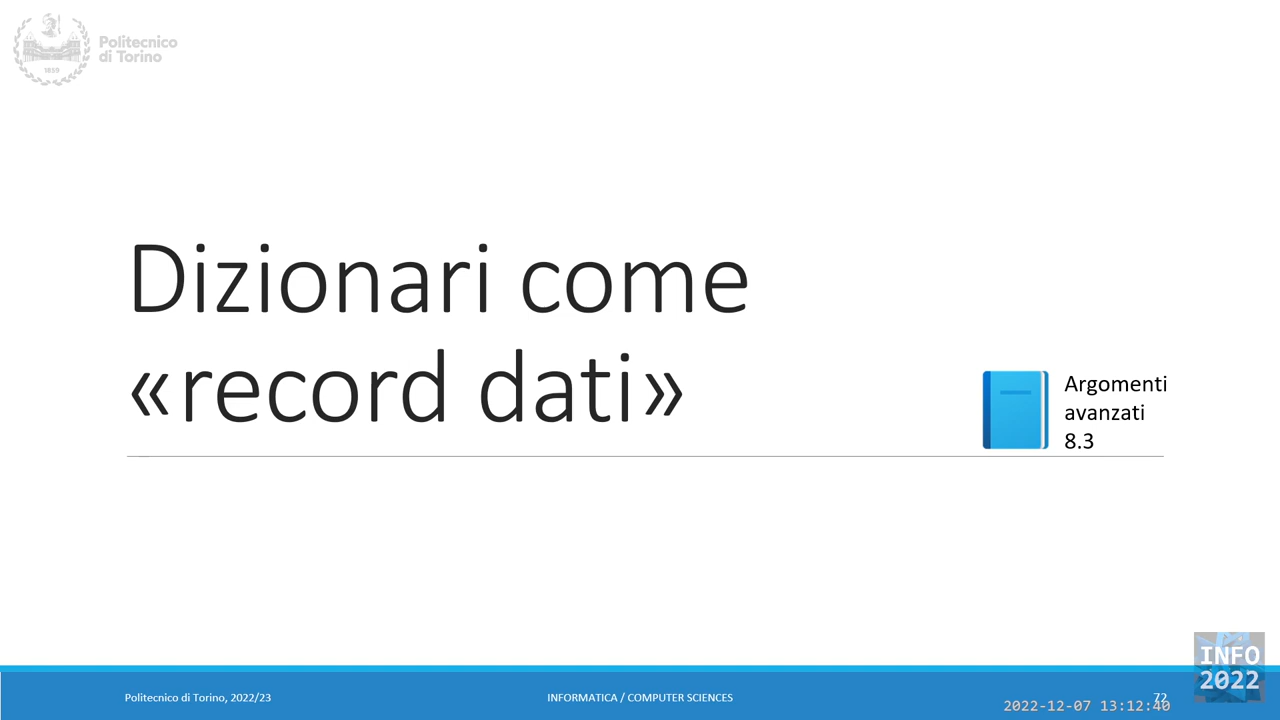 Politecnico
di Torino
1859
Dizionari come
«record dati»
Argomenti
avanzati
8.3
INFO
2022
Politecnico di Torino, 2022/23
INFORMATICA / COMPUTER SCIENCES
72
2022-12-07 13:12:40